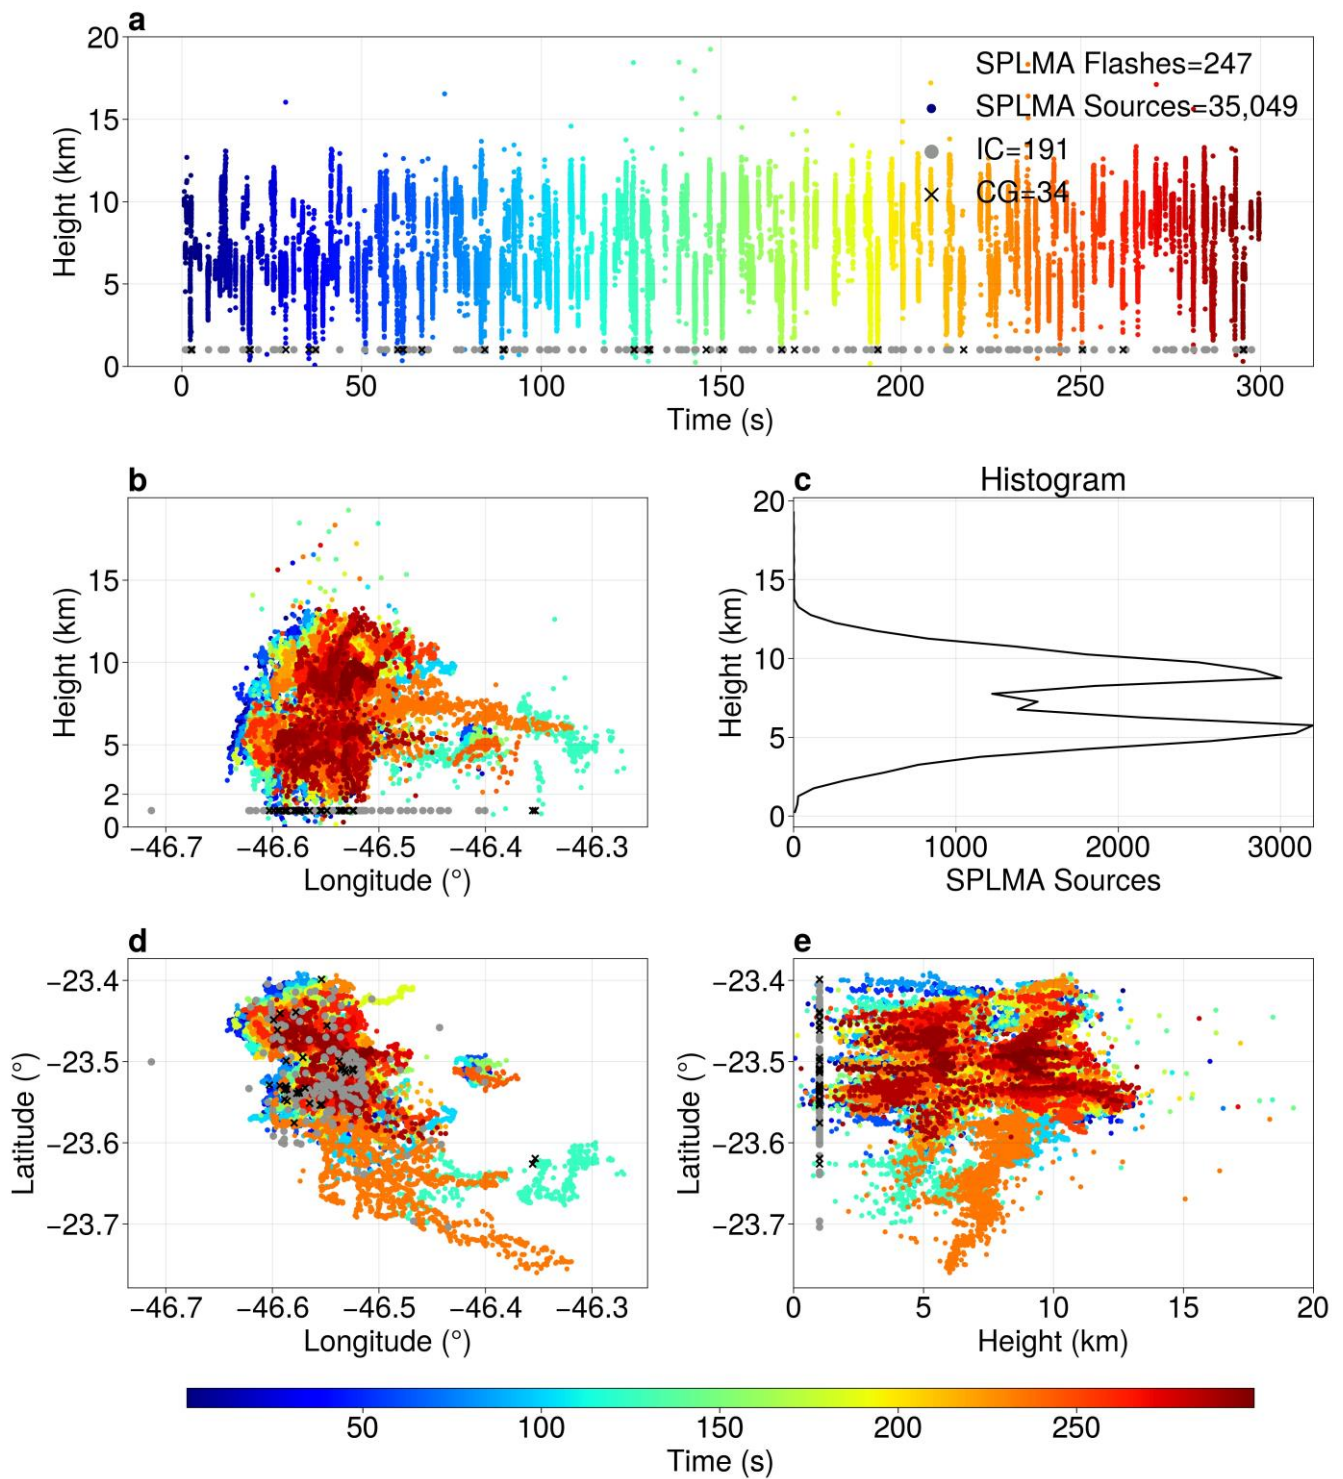 a
20
15
10
5
0
Height (km)
SPLMA Flashes=247
SPLMA Sources=35,049
IC=191
CG=34
0 50 100 150 200 250 300
Time (s)
b
15
10
5
2
0
Height (km)
−46.7 −46.6 −46.5 −46.4 −46.3
Longitude (°)
c
Histogram
20
15
10
5
0
Height (km)
0 1000 2000 3000
SPLMA Sources
d
−23.4
−23.5
−23.6
−23.7
Latitude (°)
−46.7 −46.6 −46.5 −46.4 −46.3
Longitude (°)
e
−23.4
−23.5
−23.6
−23.7
Latitude (°)
0 5 10 15 20
Height (km)
50 100 150 200 250
Time (s)